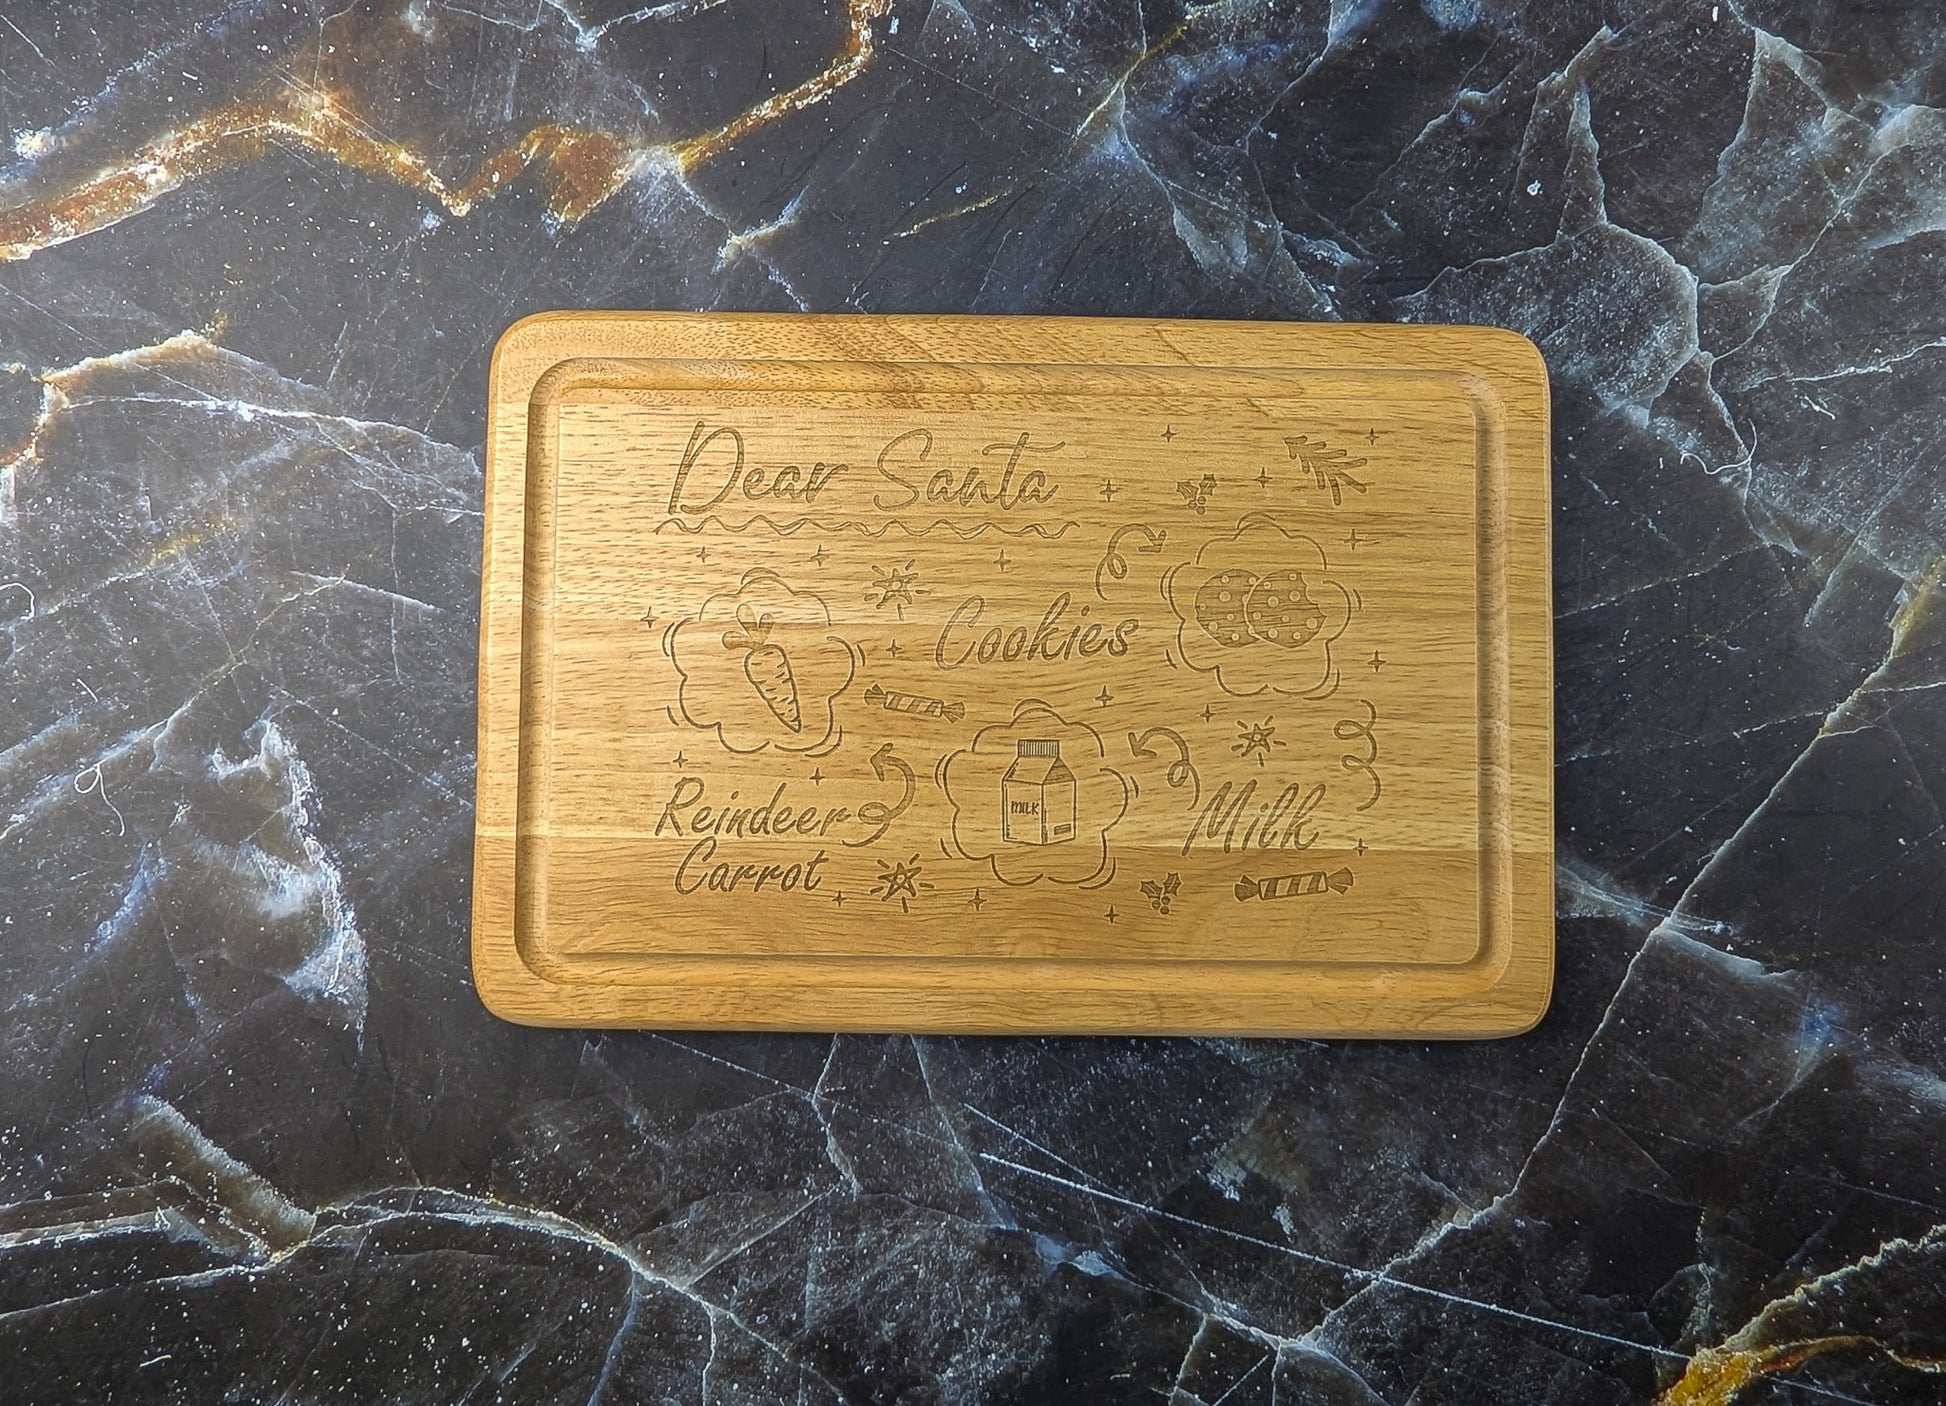 Dear Santa
Cookies
Reindeer
Carrot
MILK
Milk